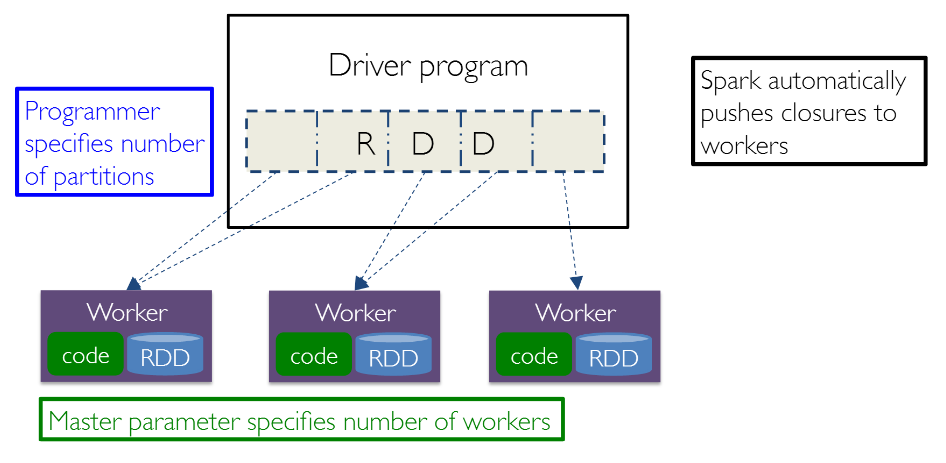 Driver program
R D D
Programmer
specifies number
of partitions
Spark automatically
pushes closures to
workers
Worker
code
RDD
Worker
code
RDD
Worker
code
RDD
Master parameter specifies number of workers